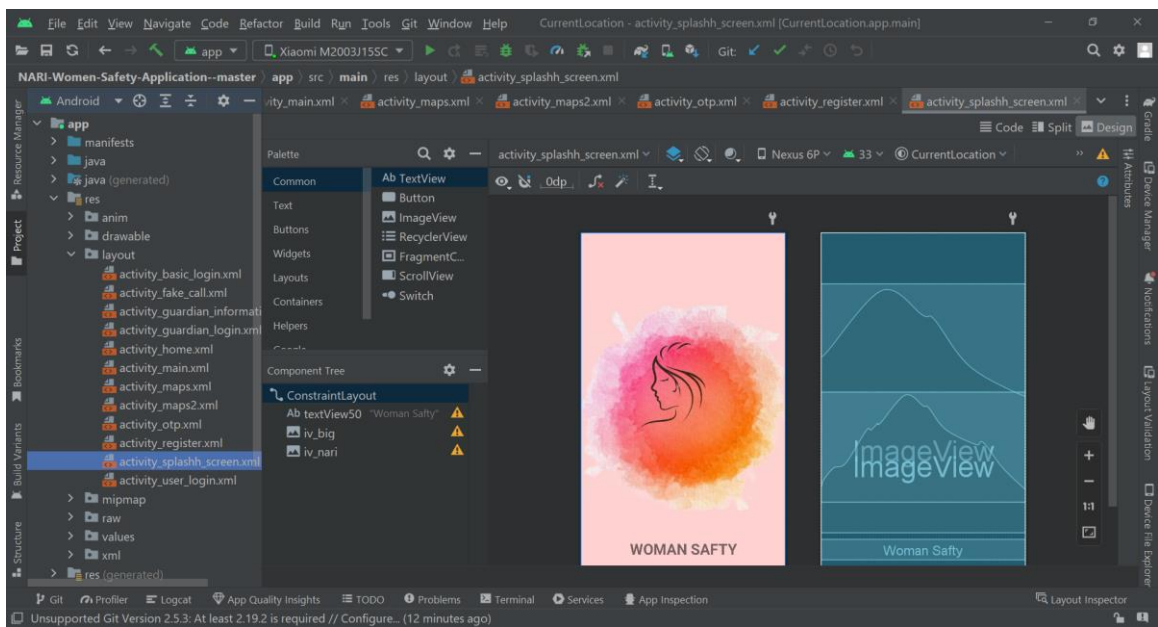 File Edit View Navigate Code Refactor Build Run Tools Git Window Help CurrentLocation - activity_splashh_screen.xml [CurrentLocation.app.main]
app Xiaomi M2003J15SC Git:
NARI-Women-Safety-Application--master app src main res layout activity_splashh_screen.xml
Android vity_main.xml activity_maps.xml activity_maps2.xml activity_otp.xml activity_register.xml activity_splashh_screen.xml
Code Split Design
app
manifests
java
java (generated)
res
anim
drawable
layout
activity_basic_login.xml
activity_fake_call.xml
activity_guardian_informati
activity_guardian_login.xml
activity_home.xml
activity_main.xml
activity_maps.xml
activity_maps2.xml
activity_otp.xml
activity_register.xml
activity_splashh_screen.xml
activity_user_login.xml
mipmap
raw
values
xml
res (generated)
Palette
Common
Text
Buttons
Widgets
Layouts
Containers
Helpers
Google
Ab TextView
Button
ImageView
RecyclerView
FragmentC...
ScrollView
Switch
Component Tree
ConstraintLayout
Ab textView50 "Woman Safty"
iv_big
iv_nari
activity_splashh_screen.xml Nexus 6P 33 CurrentLocation
0dp
WOMAN SAFTY
ImageView
ImageView
Woman Safty
1:1
Resource Manager
Project
Bookmarks
Build Variants
Structure
Gradle
Attributes
Device Manager
Notifications
Layout Validation
Device File Explorer
Git Profiler Logcat App Quality Insights TODO Problems Terminal Services App Inspection Layout Inspector
Unsupported Git Version 2.5.3: At least 2.19.2 is required // Configure... (12 minutes ago)